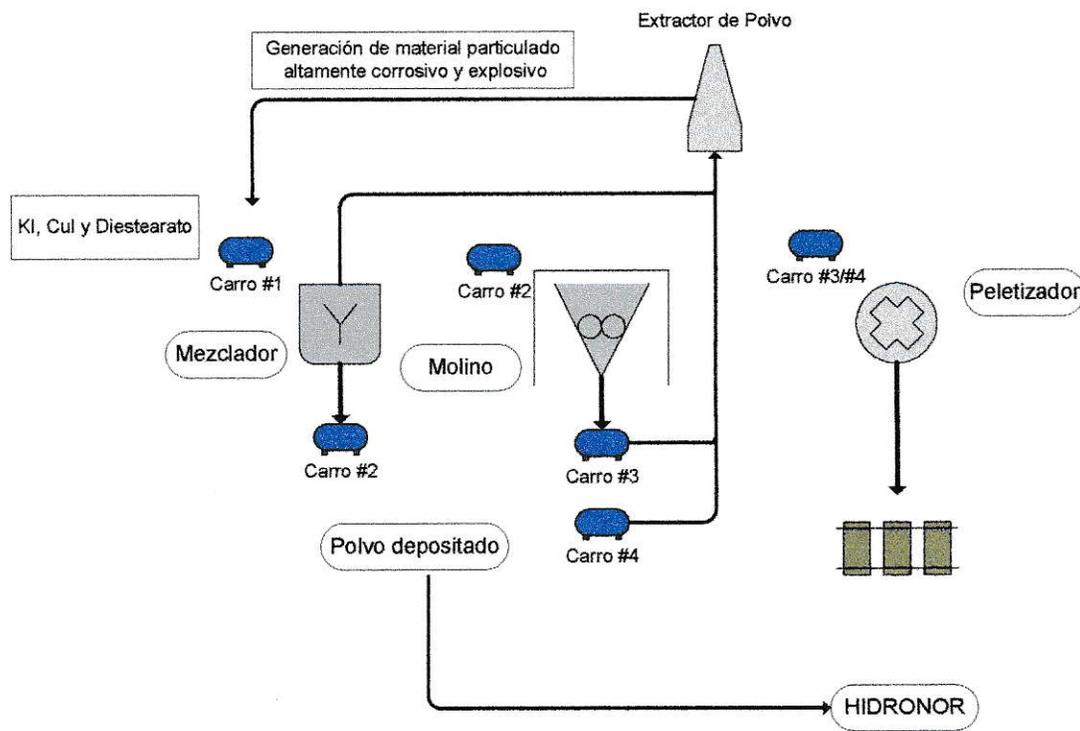 Extractor de Polvo
Generación de material particulado
altamente corrosivo y explosivo
KI, CuI y Diestearato
Carro #1
Carro #2
Carro #3/#4
Peletizador
Mezclador
Molino
Carro #2
Carro #3
Polvo depositado
Carro #4
HIDRONOR